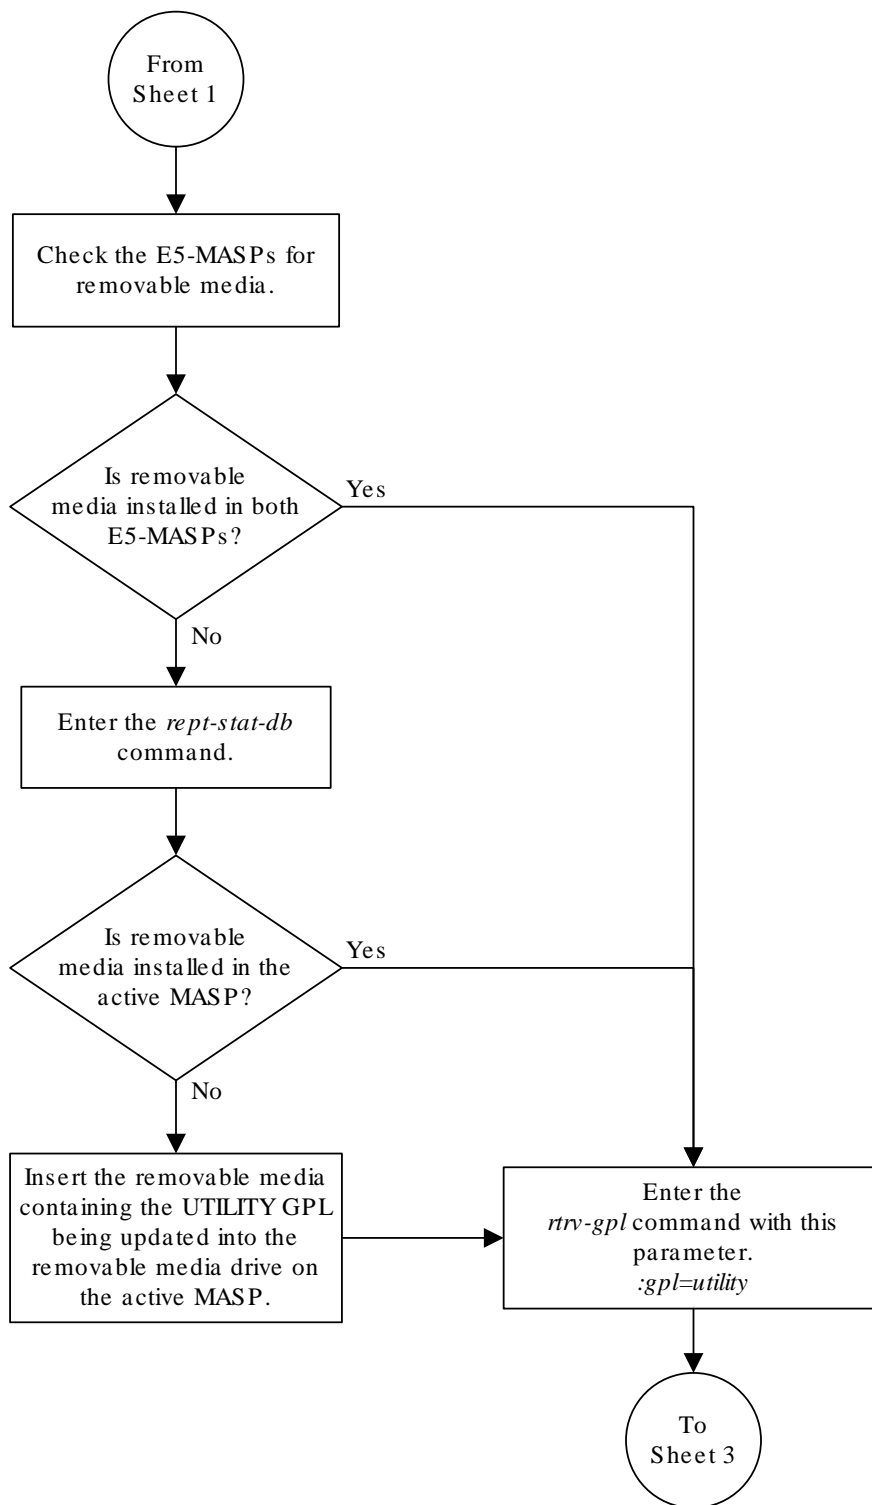 From
Sheet 1
Check the E5-MASPs for
removable media.
Is removable
media installed in both
E5-MASPs?
Yes
No
Enter the rept-stat-db
command.
Is removable
media installed in the
active MASP?
Yes
No
Insert the removable media
containing the UTILITY GPL
being updated into the
removable media drive on
the active MASP.
Enter the
rtrv-gpl command with this
parameter.
:gpl=utility
To
Sheet 3